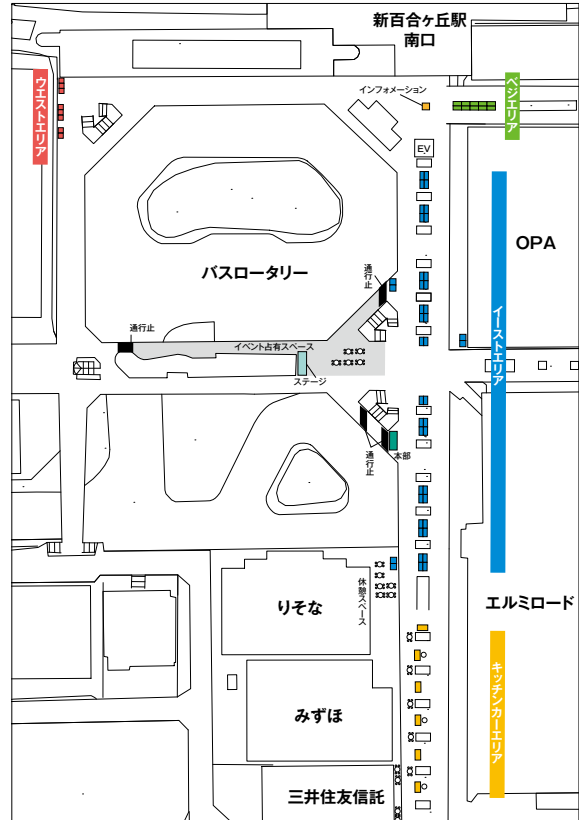 新百合ヶ丘駅
南口
ウエストエリア
インフォメーション
ベジエリア
EV
OPA
バスロータリー
通行止
イーストエリア
通行止
イベント占有スペース
ステージ
通行止
本部
休憩スペース
りそな
エルミロード
みずほ
キッチンカーエリア
三井住友信託